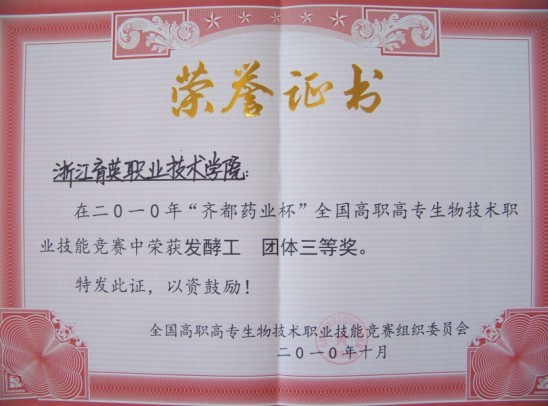 荣誉证书
浙江育英职业技术学院:
在二〇一〇年“齐都药业杯”全国高职高专生物技术职
业技能竞赛中荣获发酵工 团体三等奖。
特发此证，以资鼓励！
全国高职高专生物技术职业技能竞赛组织委员会
二〇一〇年十月